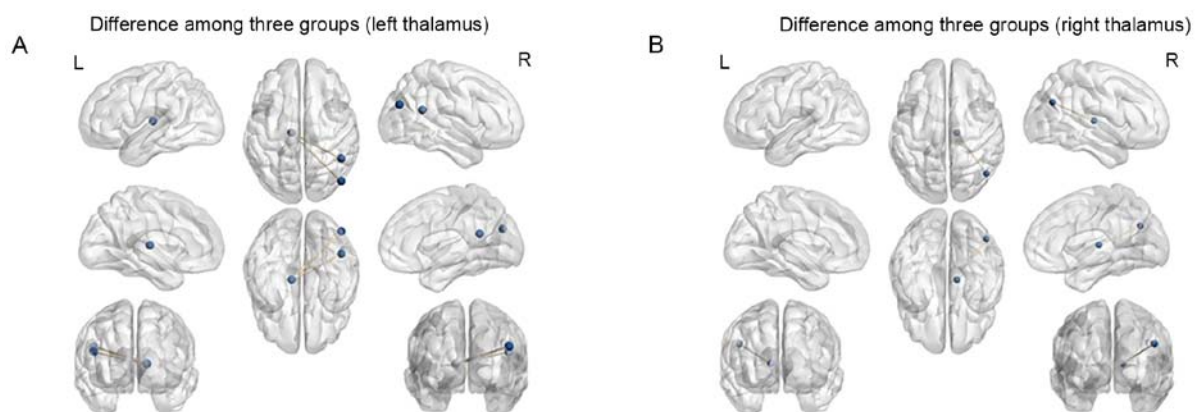 Difference among three groups (left thalamus)
A
L
R
Difference among three groups (right thalamus)
B
L
R